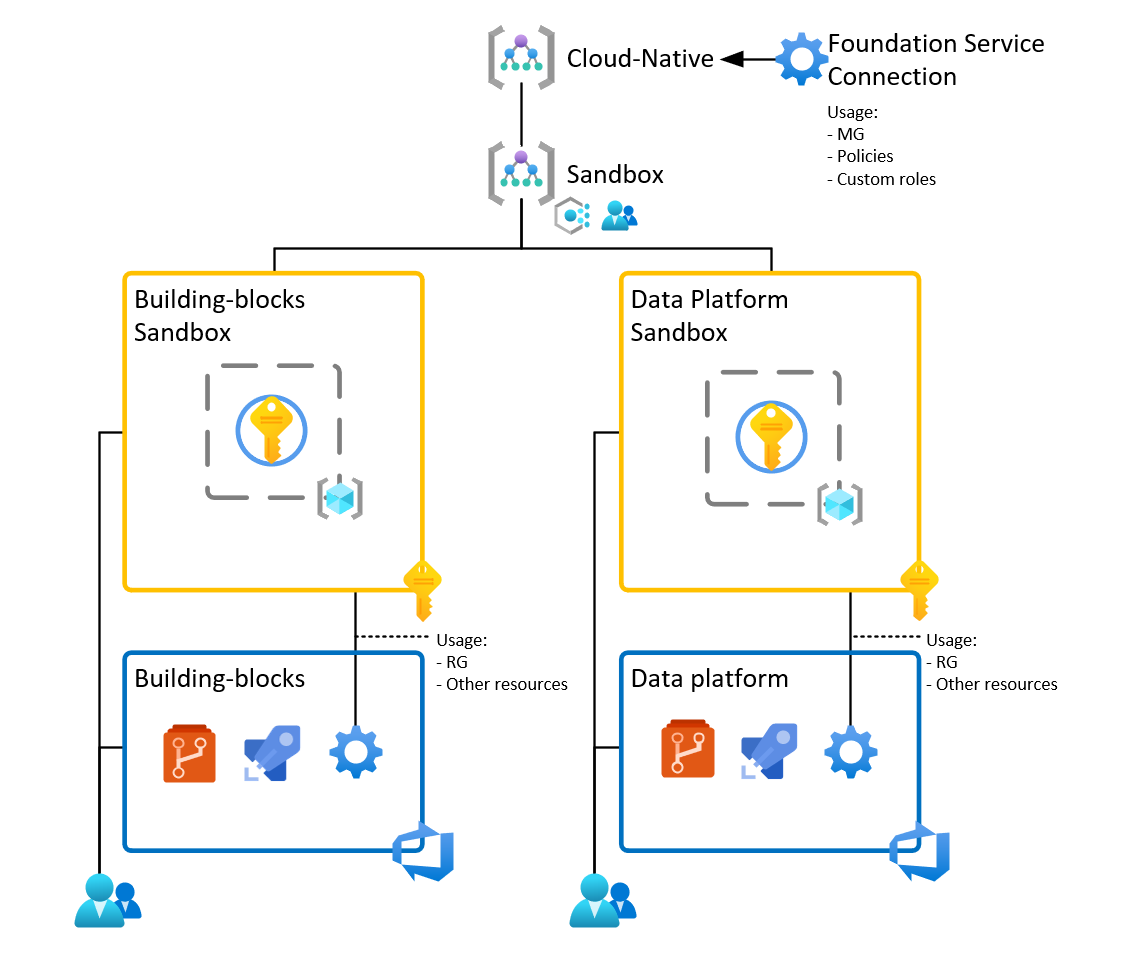 Cloud-Native
Foundation Service
Connection
Usage:
- MG
- Policies
- Custom roles
Sandbox
Building-blocks
Sandbox
Data Platform
Sandbox
Usage:
- RG
- Other resources
Usage:
- RG
- Other resources
Building-blocks
Data platform